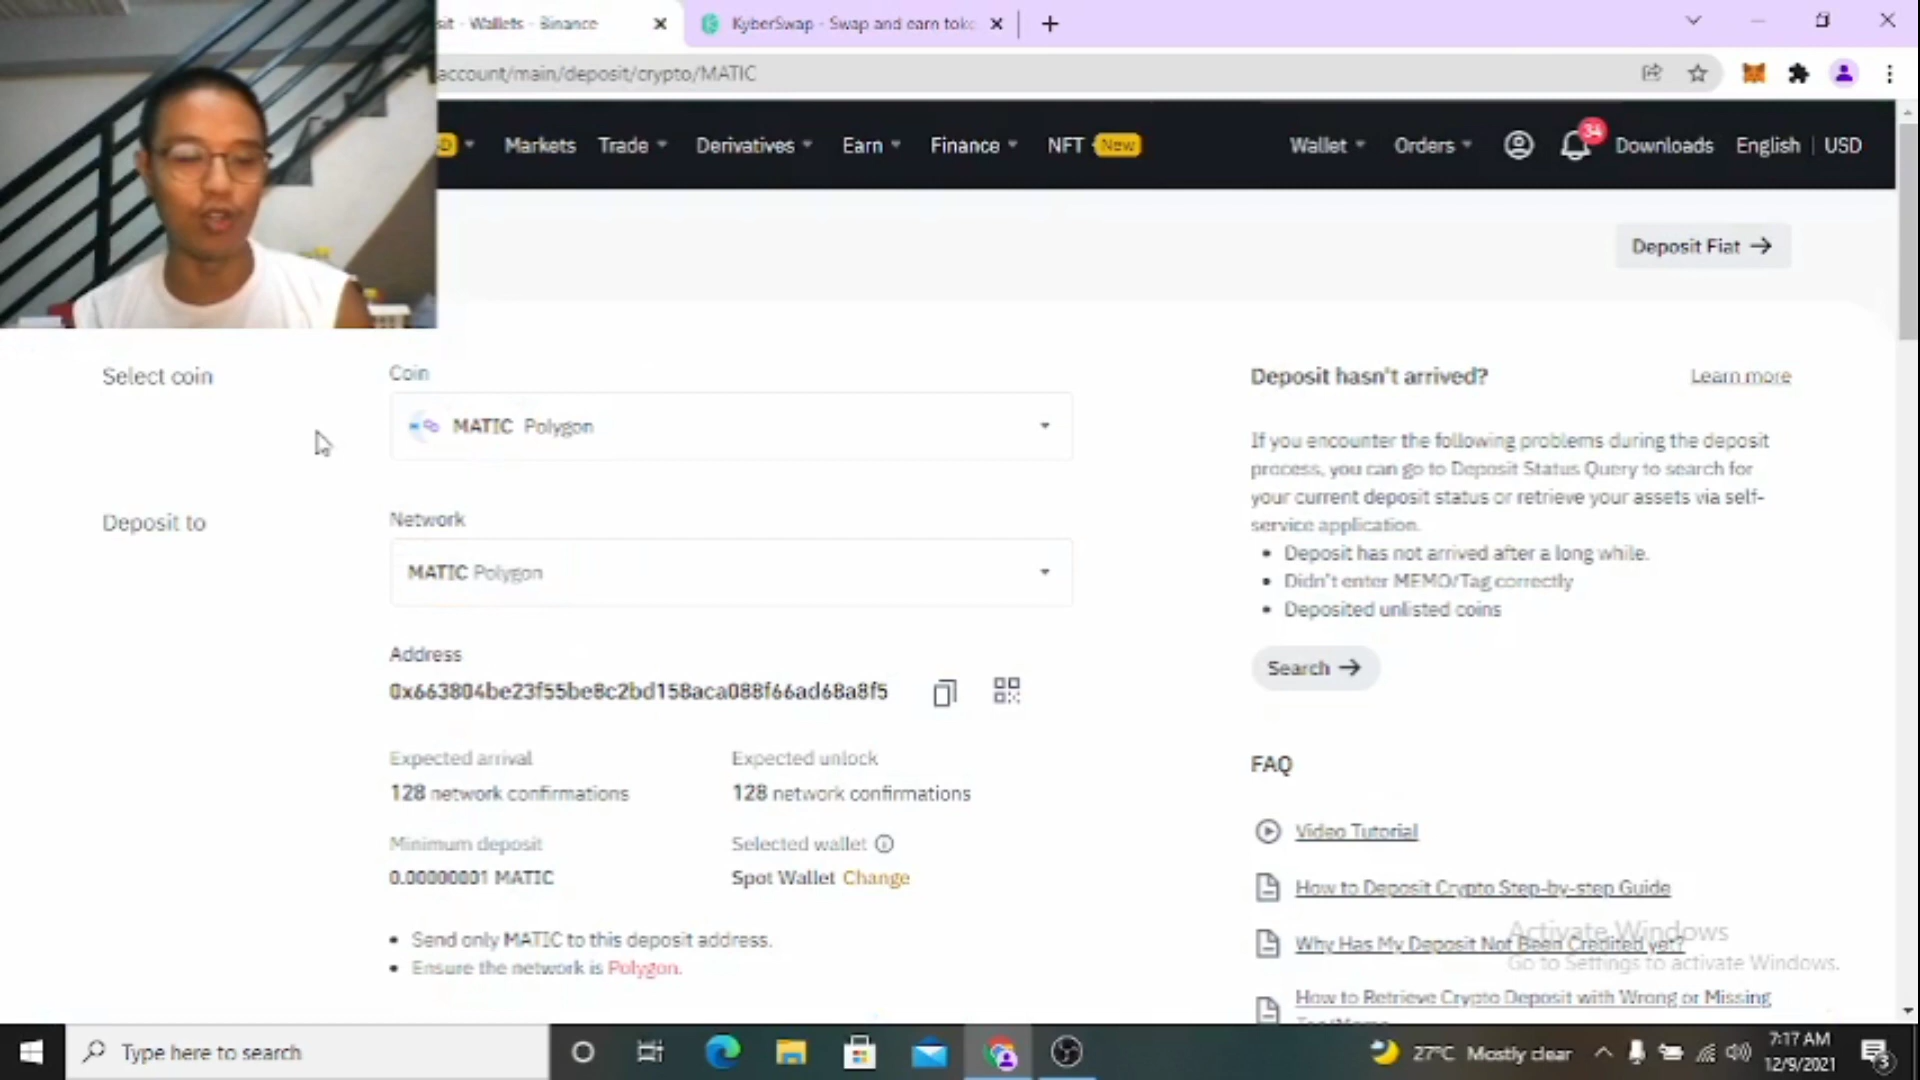 sit - Wallets - Binance
KyberSwap - Swap and earn toke
account/main/deposit/crypto/MATIC
Markets Trade Derivatives Earn Finance NFT New Wallet Orders 34 Downloads English | USD
Deposit Fiat →
Select coin
Coin
MATIC Polygon
Deposit to
Network
MATIC Polygon
Address
0x663804be23f55be8c2bd158aca088f66ad68a8f5
Expected arrival
128 network confirmations
Expected unlock
128 network confirmations
Minimum deposit
0.00000001 MATIC
Selected wallet
Spot Wallet Change
• Send only MATIC to this deposit address.
• Ensure the network is Polygon.
Deposit hasn't arrived?
Learn more
If you encounter the following problems during the deposit
process, you can go to Deposit Status Query to search for
your current deposit status or retrieve your assets via self-
service application.
• Deposit has not arrived after a long while.
• Didn't enter MEMO/Tag correctly
• Deposited unlisted coins
Search →
FAQ
Video Tutorial
How to Deposit Crypto Step-by-step Guide
Why Has My Deposit Not Been Credited yet?
How to Retrieve Crypto Deposit with Wrong or Missing
Activate Windows
Go to Settings to activate Windows.
Type here to search
27°C Mostly clear
7:17 AM
12/9/2021
3